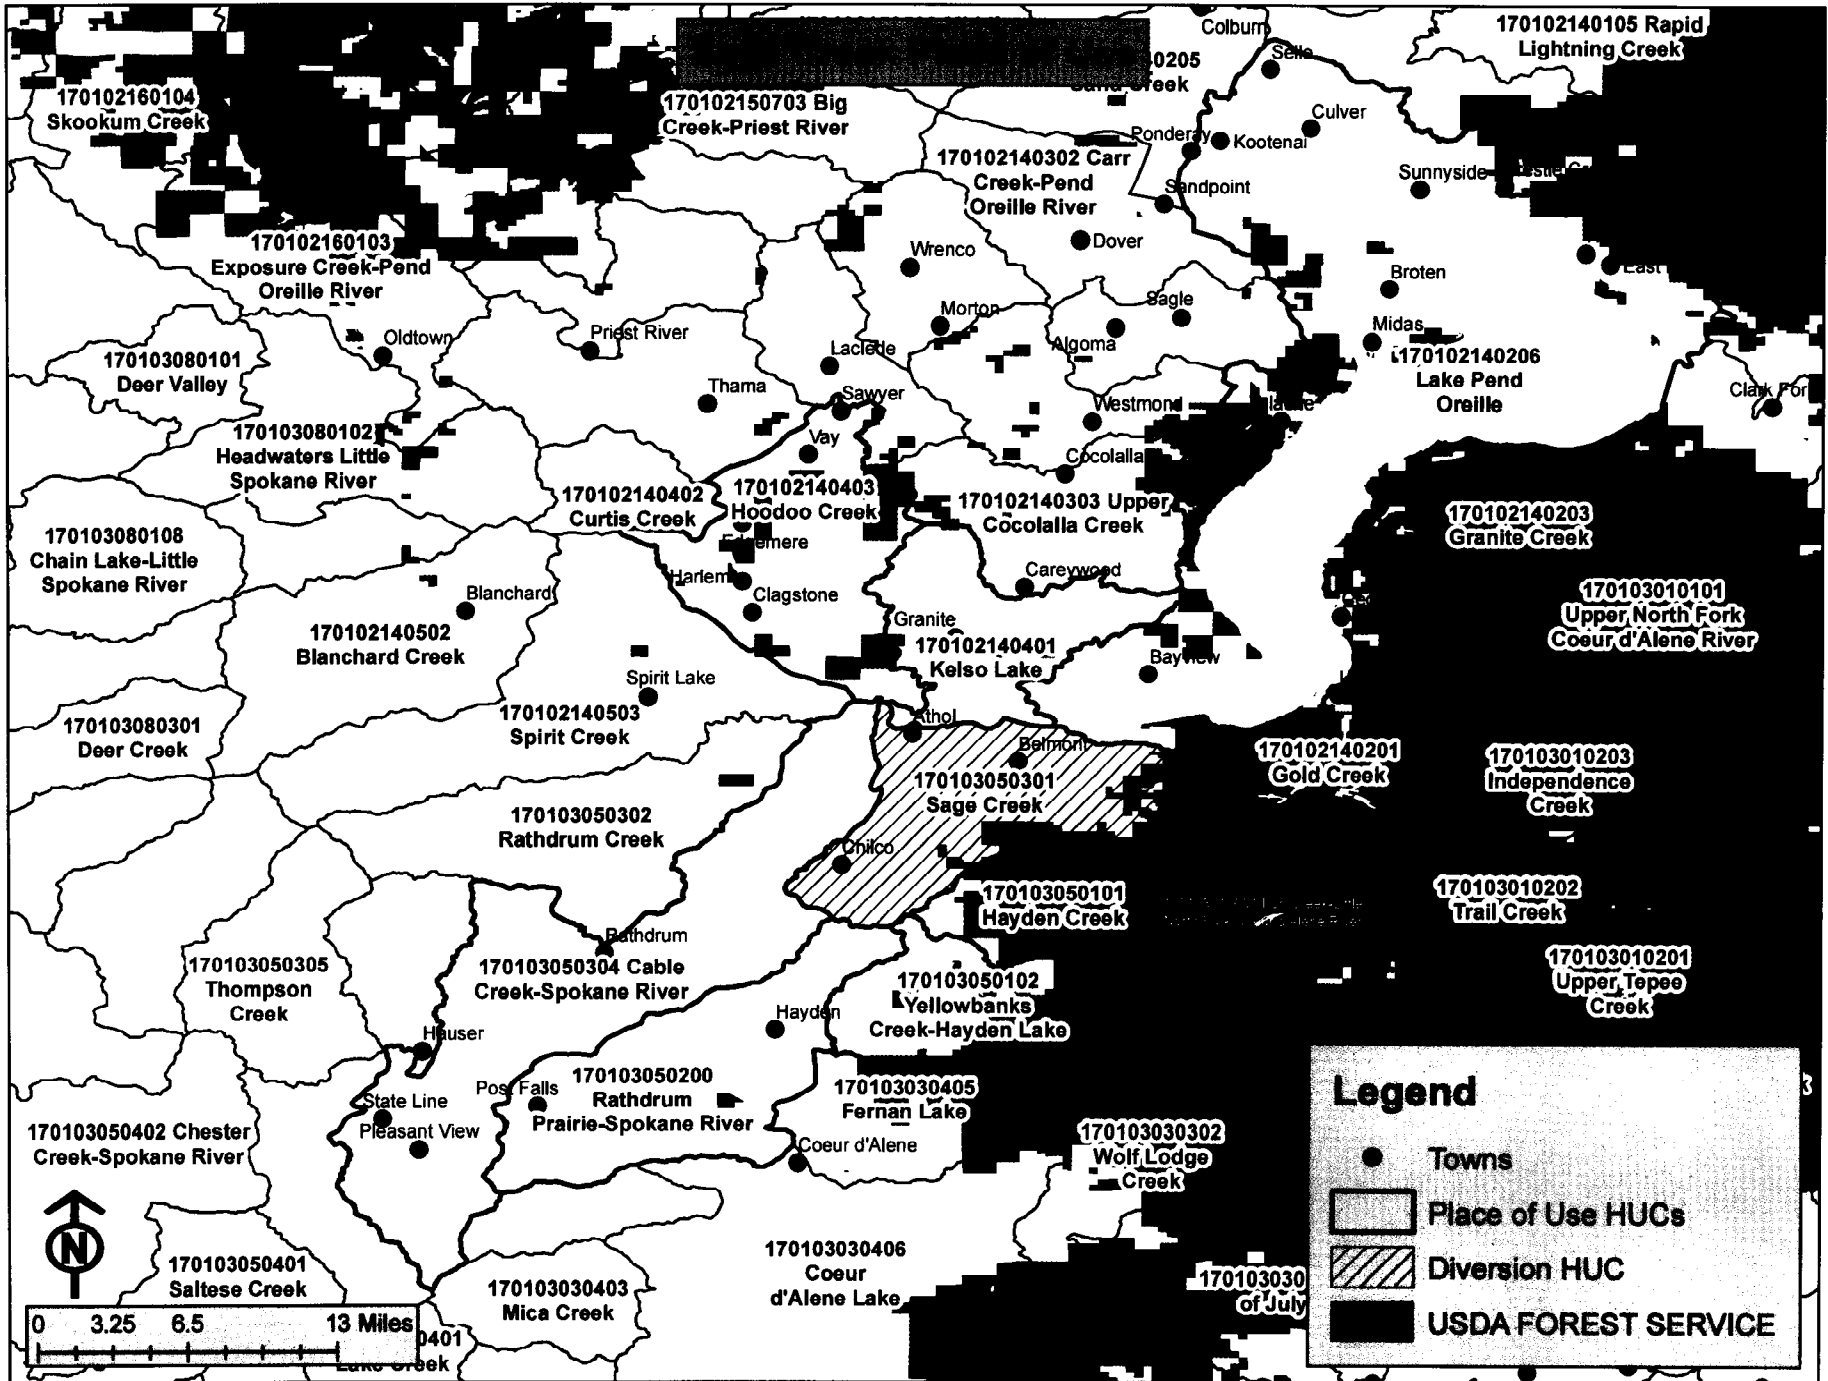 Colburn
170102140105 Rapid
Lightning Creek
Selle
0205
Sand Creek
170102160104
Skookum Creek
170102150703 Big
Creek-Priest River
Culver
Ponderay
Kootenai
170102140302 Carr
Creek-Pend
Oreille River
Sunnyside
Sandpoint
Dover
170102160103
Exposure Creek-Pend
Oreille River
Wrenco
Broten
East
Sagle
Morton
Midas
Oldtown
Priest River
Algoma
Laclede
170102140206
Lake Pend
Oreille
170103080101
Deer Valley
Thama
Sawyer
Westmond
Clark For
170103080102
Headwaters Little
Spokane River
Vay
Cocolalla
170102140402
Curtis Creek
170102140403
Hoodoo Creek
170102140303 Upper
Cocolalla Creek
170102140203
Granite Creek
170103080108
Chain Lake-Little
Spokane River
Harlem
Careywood
Blanchard
Clagstone
170103010101
Upper North Fork
Coeur d'Alene River
Granite
170102140502
Blanchard Creek
170102140401
Kelso Lake
Bayview
Spirit Lake
170102140503
Spirit Creek
170103080301
Deer Creek
Athol
Belmont
170102140201
Gold Creek
170103010203
Independence
Creek
170103050301
Sage Creek
170103050302
Rathdrum Creek
Chilco
170103050101
Hayden Creek
170103010202
Trail Creek
Rathdrum
170103050305
Thompson
Creek
170103050304 Cable
Creek-Spokane River
170103050102
Yellowbanks
Creek-Hayden Lake
170103010201
Upper Tepee
Creek
Hayden
Hauser
Post Falls
170103050200
Rathdrum
Prairie-Spokane River
170103030405
Fernan Lake
State Line
Pleasant View
170103050402 Chester
Creek-Spokane River
Coeur d'Alene
170103030302
Wolf Lodge
Creek
170103050401
Saltese Creek
170103030403
Mica Creek
170103030406
Coeur
d'Alene Lake
170103030
of July
0401
Lake Creek
N
0 3.25 6.5 13 Miles
Legend
Towns
Place of Use HUCs
Diversion HUC
USDA FOREST SERVICE